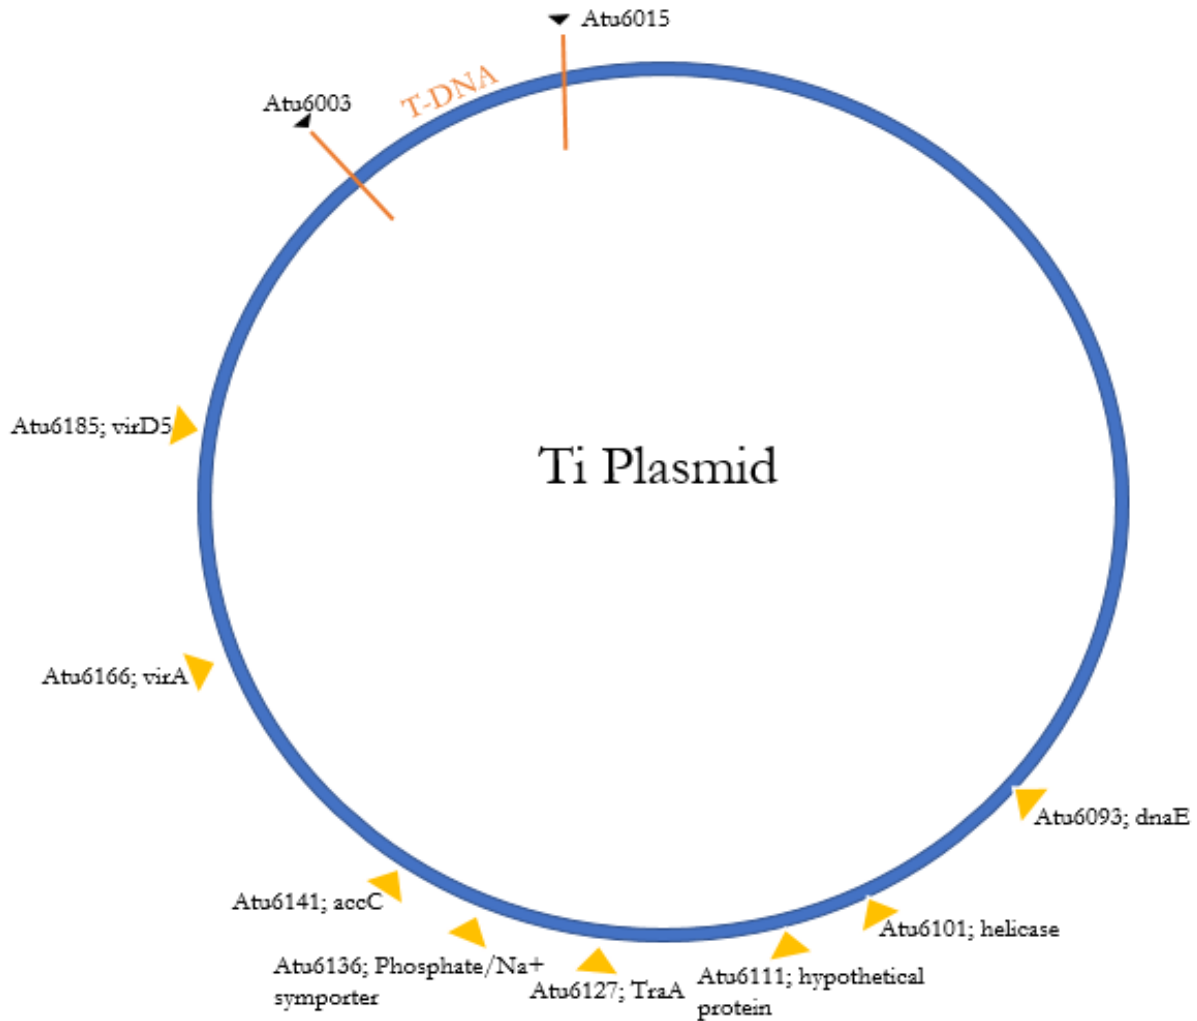 Atu6015
T-DNA
Atu6003
Atu6185; virD5
Ti Plasmid
Atu6166; virA
Atu6093; dnaE
Atu6141; accC
Atu6101; helicase
Atu6136; Phosphate/Na+
symporter
Atu6127; TraA
Atu6111; hypothetical
protein